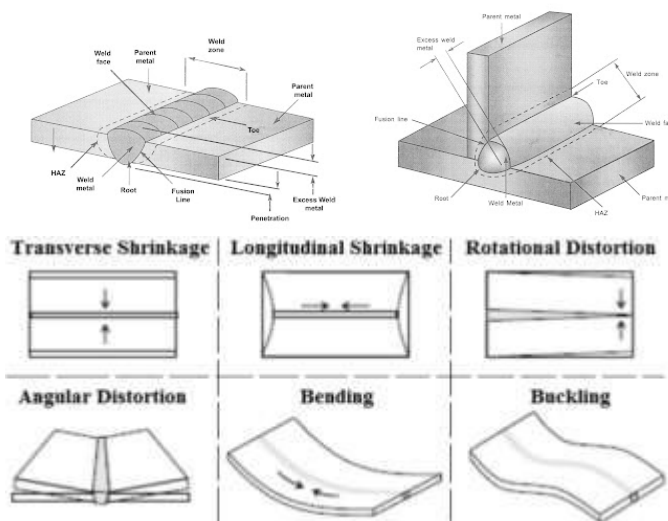 Weld
zone
Weld
face
Parent
metal
Parent
metal
Toe
HAZ
Weld
metal
Root
Fusion
Line
Excess Weld
metal
Penetration
Parent metal
Excess weld
metal
Toe
Weld zone
Fusion line
Weld fa
Root
Weld Metal
HAZ
Parent m
Transverse Shrinkage
Longitudinal Shrinkage
Rotational Distortion
Angular Distortion
Bending
Buckling